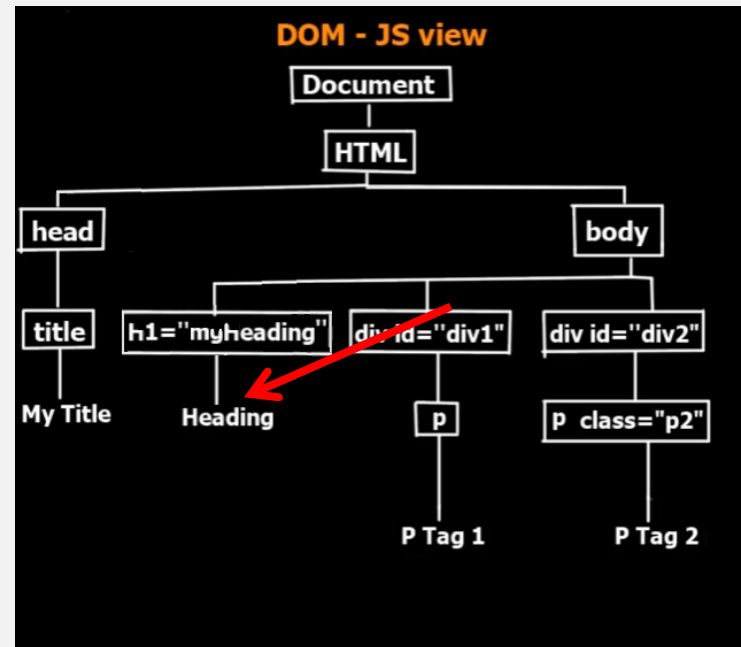 DOM - JS view
Document
HTML
head
body
title
h1="myheading"
div id="div1"
div id="div2"
My Title
Heading
p
p class="p2"
P Tag 1
P Tag 2